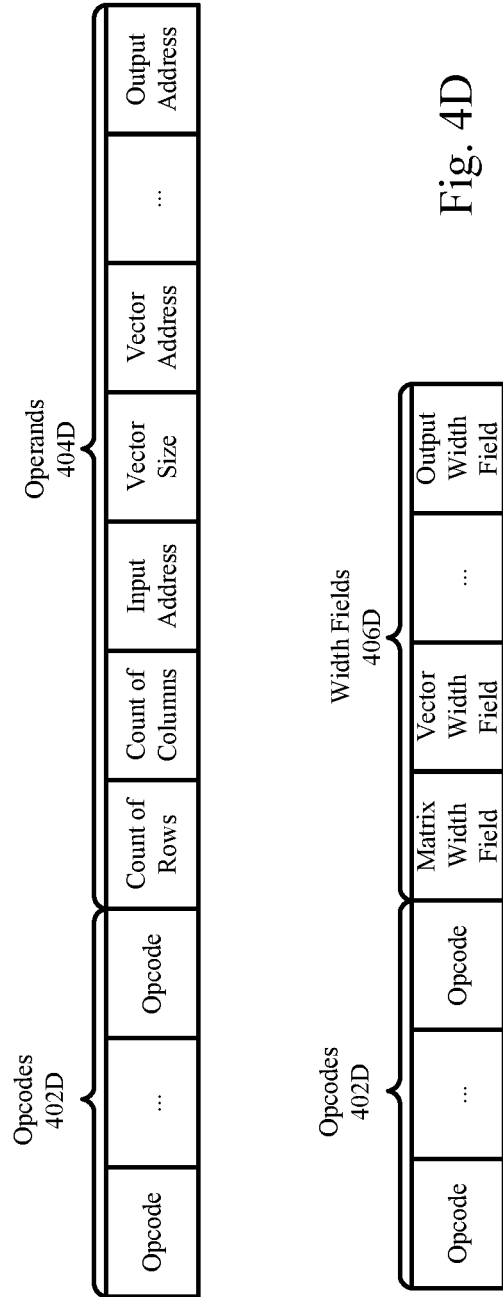 Opcodes
402D
Operands
404D
Opcode
...
Opcode
Count of
Rows
Count of
Columns
Input
Address
Vector
Size
Vector
Address
...
Output
Address
Opcodes
402D
Width Fields
406D
Opcode
...
Opcode
Matrix
Width
Field
Vector
Width
Field
...
Output
Width
Field
Fig. 4D